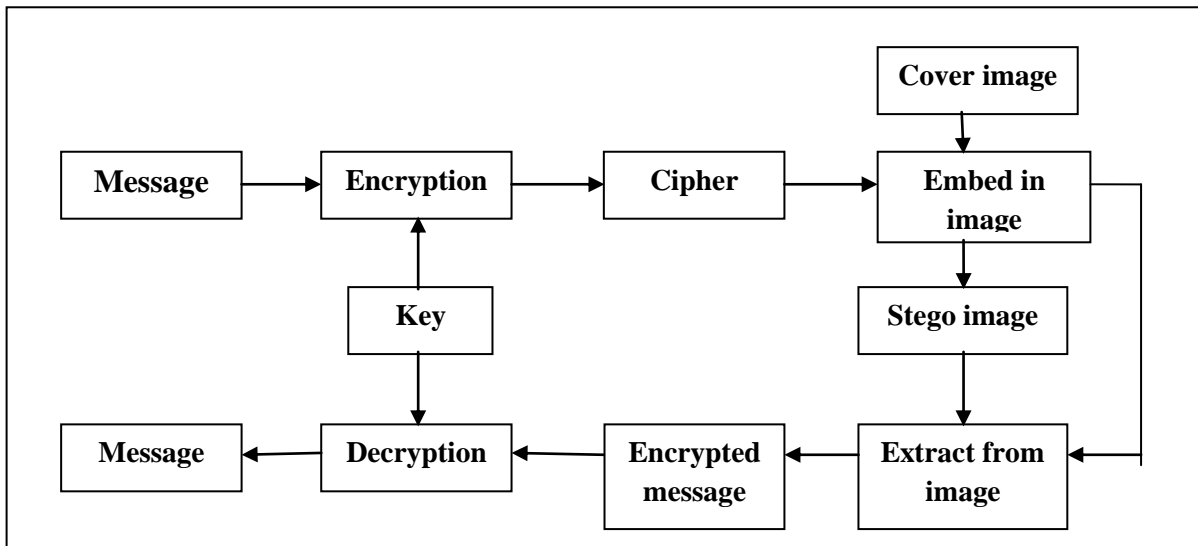 Cover image
Message
Encryption
Cipher
Embed in
image
Key
Stego image
Message
Decryption
Encrypted
message
Extract from
image